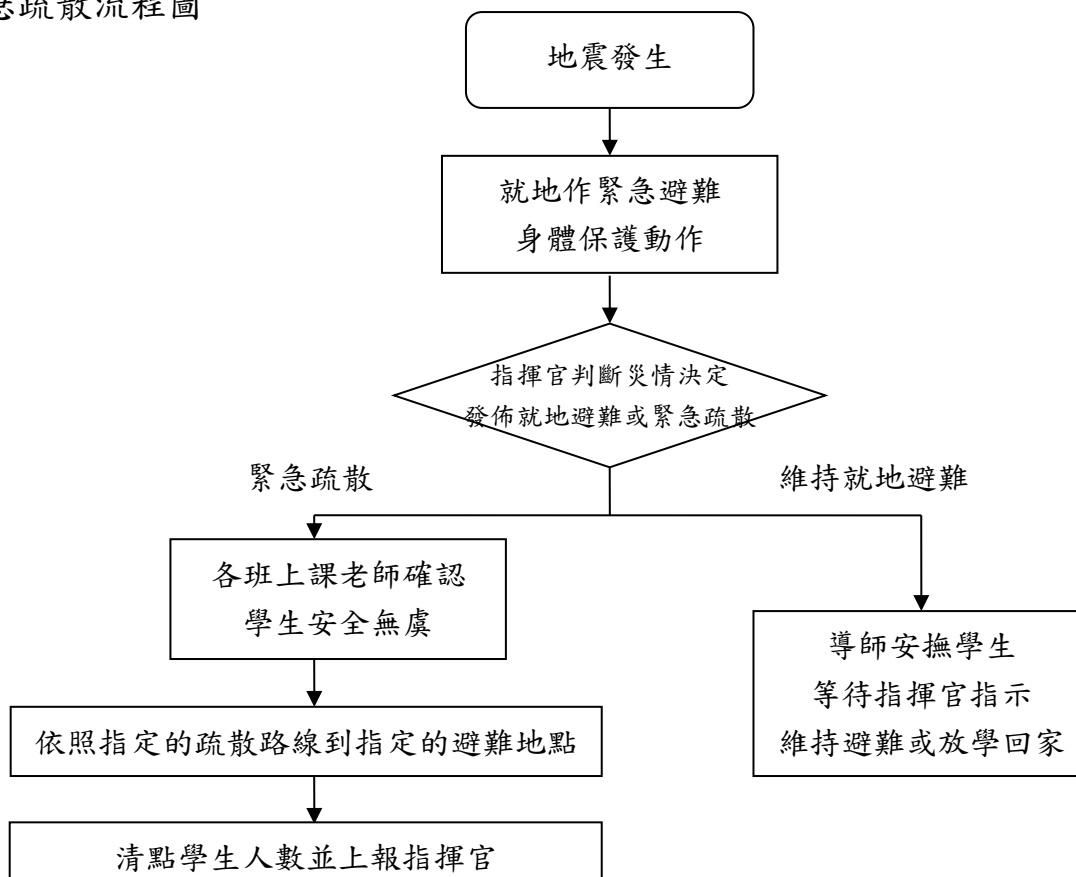 急疏散流程圖
地震發生
就地作緊急避難
身體保護動作
指揮官判斷災情決定
發佈就地避難或緊急疏散
緊急疏散
維持就地避難
各班上課老師確認
學生安全無虞
導師安撫學生
等待指揮官指示
維持避難或放學回家
依照指定的疏散路線到指定的避難地點
清點學生人數並上報指揮官